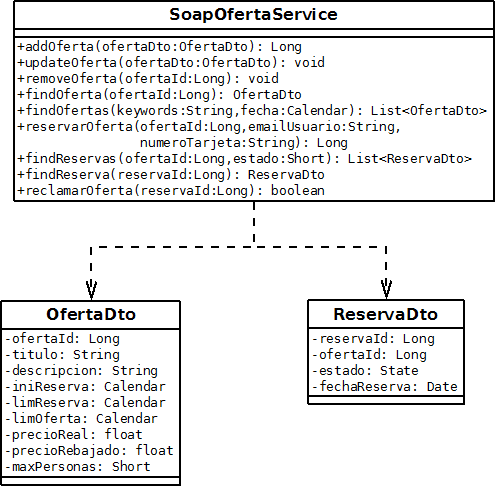 SoapOfertaService
+addOferta(ofertaDto:OfertaDto): Long
+updateOferta(ofertaDto:OfertaDto): void
+removeOferta(ofertaId:Long): void
+findOferta(ofertaId:Long): OfertaDto
+findOfertas(keywords:String,fecha:Calendar): List<OfertaDto>
+reservarOferta(ofertaId:Long,emailUsuario:String,
numeroTarjeta:String): Long
+findReservas(ofertaId:Long,estado:Short): List<ReservaDto>
+findReserva(reservaId:Long): ReservaDto
+reclamarOferta(reservaId:Long): boolean
OfertaDto
-ofertaId: Long
-titulo: String
-descripcion: String
-iniReserva: Calendar
-limReserva: Calendar
-limOferta: Calendar
-precioReal: float
-precioRebajado: float
-maxPersonas: Short
ReservaDto
-reservaId: Long
-ofertaId: Long
-estado: State
-fechaReserva: Date